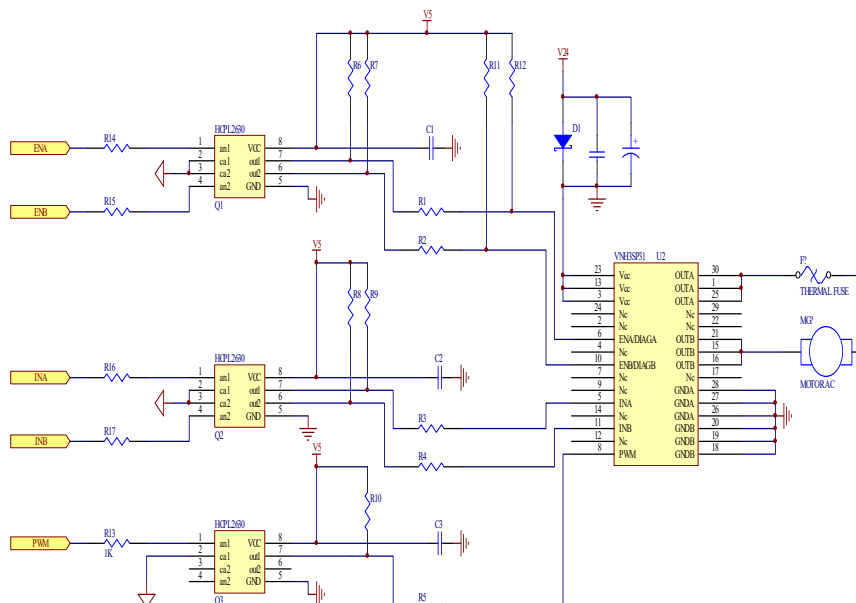 V5
V24
R6 R7 R11 R12
HCPL2630
C1
D1
+
ENA R14 1 an1 VCC 8
2 ca1 out1 7
3 ca2 out2 6
4 an2 GND 5
ENB R15
Q1
R1
R2
V5
VNH3SP31 U2
F?
23 Vcc OUTA 30
13 Vcc OUTA 1
3 Vcc OUTA 25
24 Nc Nc 29
2 Nc Nc 22
6 ENA/DIAGA OUTB 21
4 Nc OUTB 15
10 ENB/DIAGB OUTB 16
7 Nc Nc 17
9 Nc GNDA 28
5 INA GNDA 27
14 Nc GNDA 26
11 INB GNDB 20
12 Nc GNDB 19
8 PWM GNDB 18
THERMAL FUSE
MG?
MOTOR AC
R8 R9
HCPL2630
C2
INA R16 1 an1 VCC 8
2 ca1 out1 7
3 ca2 out2 6
4 an2 GND 5
INB R17
Q2
R3
R4
V5
R10
HCPL2630
C3
PWM R13 1 an1 VCC 8
1K
2 ca1 out1 7
3 ca2 out2 6
4 an2 GND 5
Q3
R5